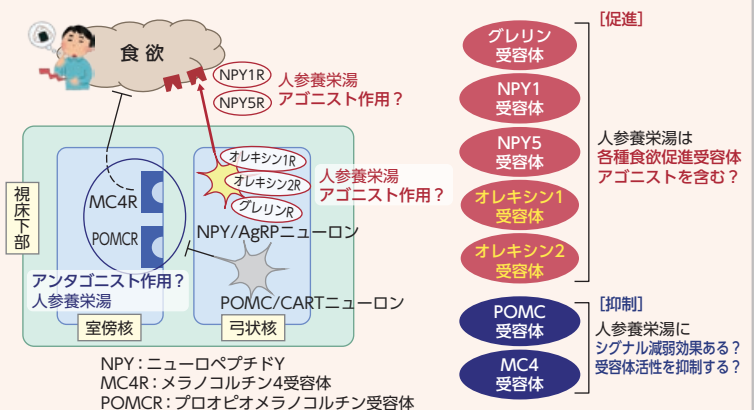 食欲
NPY1R
NPY5R
人参養栄湯
アゴニスト作用？
オレキシン1R
オレキシン2R
グレリンR
人参養栄湯
アゴニスト作用？
視床下部
MC4R
POMCR
NPY/AgRPニューロン
アンタゴニスト作用？
人参養栄湯
POMC/CARTニューロン
室傍核
弓状核
NPY：ニューロペプチドY
MC4R：メラノコルチン4受容体
POMCR：プロオピオメラノコルチン受容体
［促進］
グレリン
受容体
NPY1
受容体
NPY5
受容体
オレキシン1
受容体
オレキシン2
受容体
人参養栄湯は
各種食欲促進受容体
アゴニストを含む？
［抑制］
POMC
受容体
MC4
受容体
人参養栄湯に
シグナル減弱効果ある？
受容体活性を抑制する？